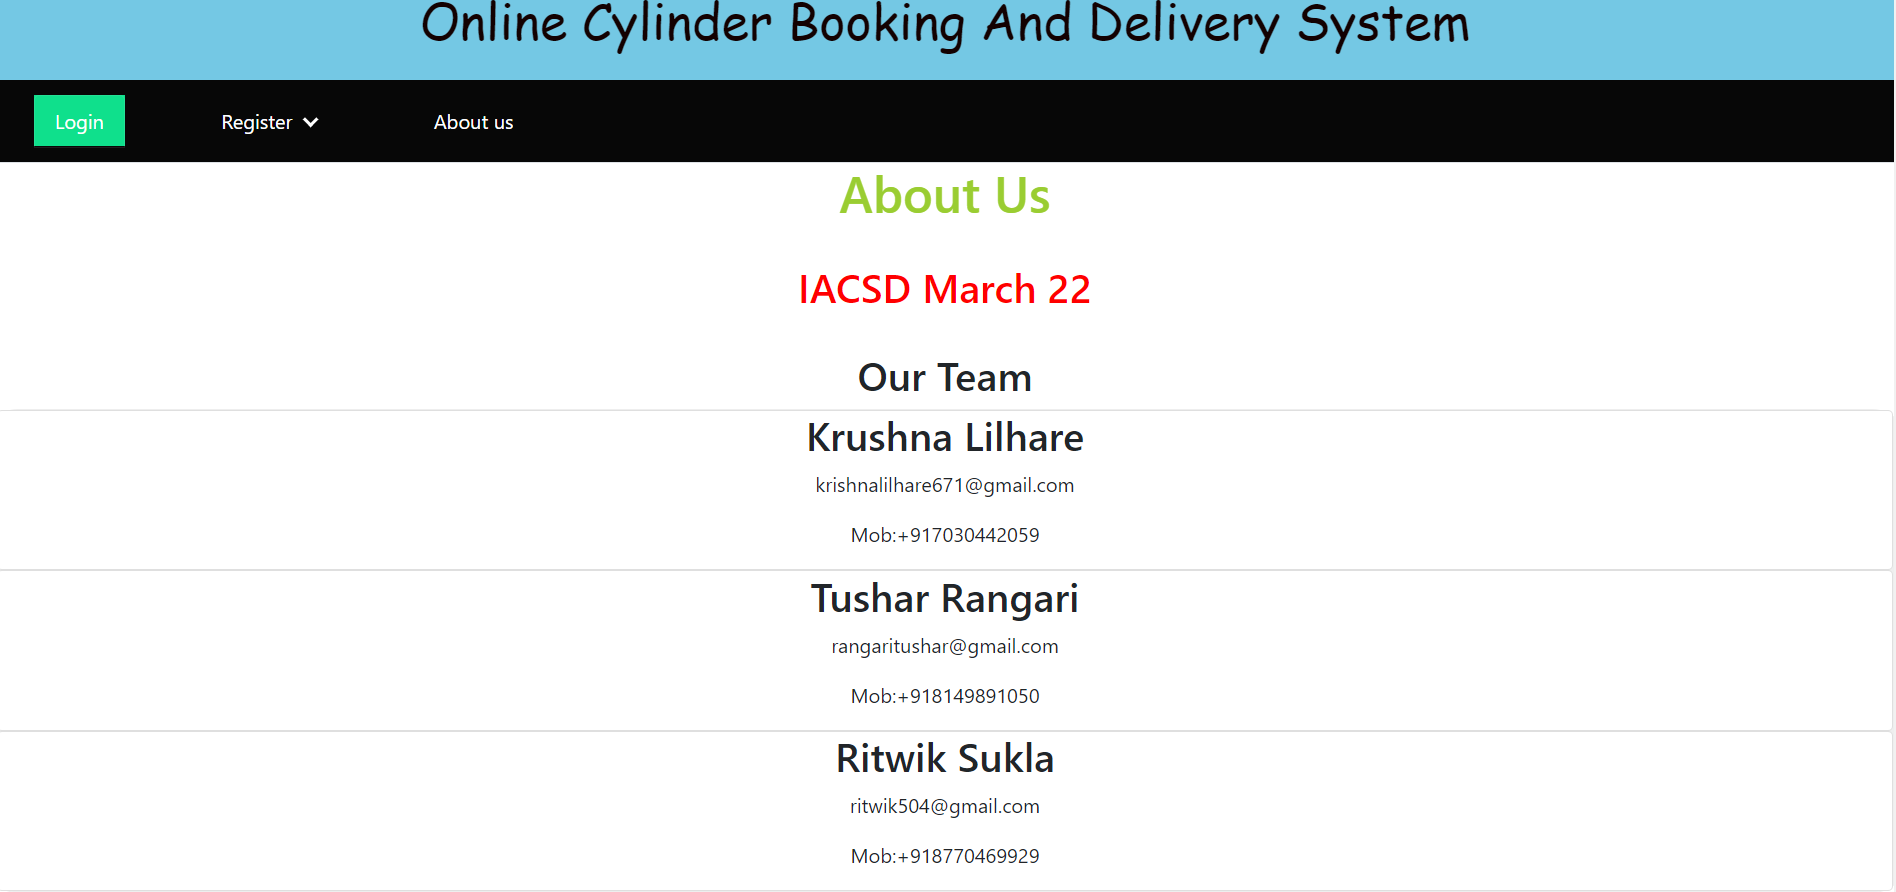 Online Cylinder Booking And Delivery System
Login Register About us
About Us
IACSD March 22
Our Team
Krushna Lilhare
krishnalilhare671@gmail.com
Mob:+917030442059
Tushar Rangari
rangaritushar@gmail.com
Mob:+918149891050
Ritwik Sukla
ritwik504@gmail.com
Mob:+918770469929